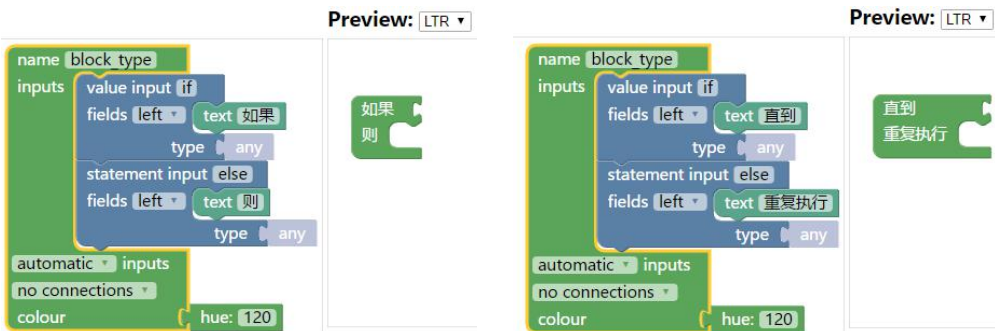 Preview: LTR
name block_type
inputs value input if
fields left text 如果
type any
statement input else
fields left text 则
type any
automatic inputs
no connections
colour hue: 120
如果
则
Preview: LTR
name block_type
inputs value input if
fields left text 直到
type any
statement input else
fields left text 重复执行
type any
automatic inputs
no connections
colour hue: 120
直到
重复执行